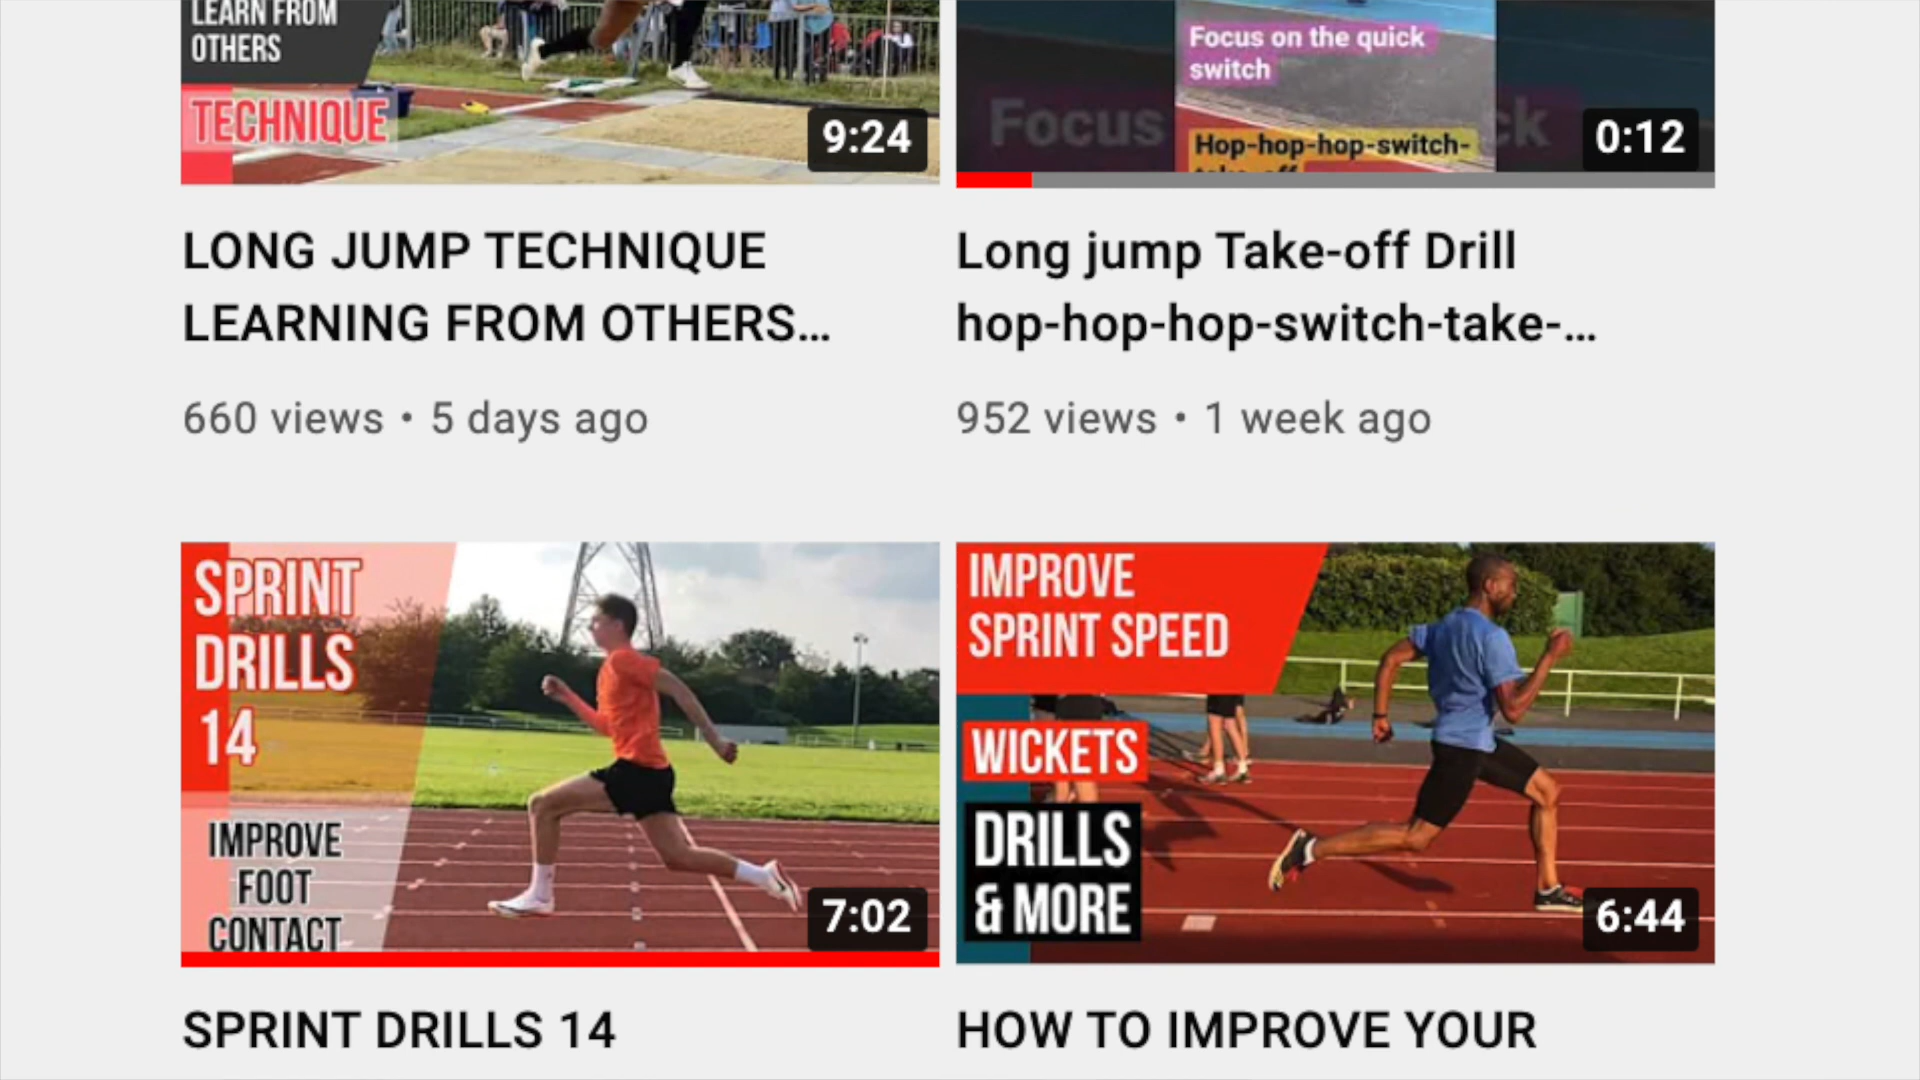 LEARN FROM
OTHERS
TECHNIQUE
9:24
Focus on the quick
switch
Focus
ck
Hop-hop-hop-switch-
0:12
LONG JUMP TECHNIQUE
LEARNING FROM OTHERS...
660 views • 5 days ago
Long jump Take-off Drill
hop-hop-hop-switch-take-...
952 views • 1 week ago
SPRINT
DRILLS
14
IMPROVE
FOOT
CONTACT
7:02
IMPROVE
SPRINT SPEED
WICKETS
DRILLS
& MORE
6:44
SPRINT DRILLS 14
HOW TO IMPROVE YOUR